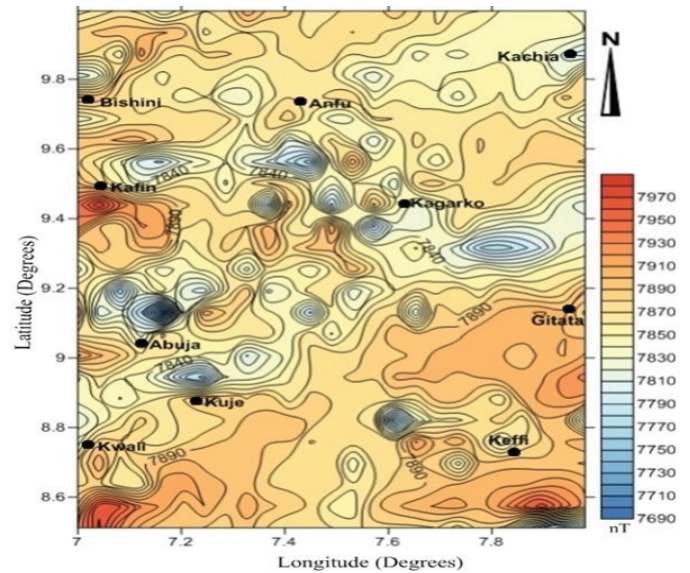 N
9.8
9.6
9.4
9.2
9
8.8
8.6
Latitude (Degrees)
Kachia
Bishini
Anfu
7840
7840
Kafin
Kagarko
7890
7840
7890
Gitata
Abuja
7840
Kuje
Kwall
Keffi
7890
7890
7
7.2
7.4
7.6
7.8
Longitude (Degrees)
7970
7950
7930
7910
7890
7870
7850
7830
7810
7790
7770
7750
7730
7710
7690
nT